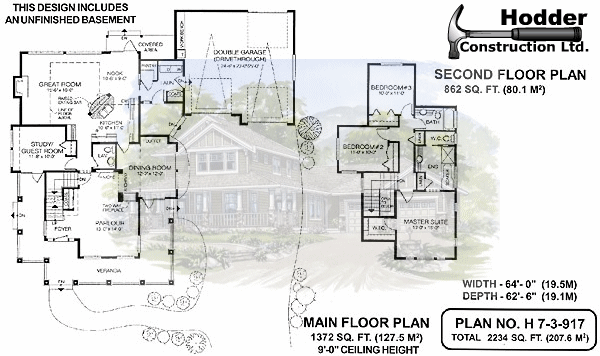 THIS DESIGN INCLUDES
AN UNFINISHED BASEMENT
Hodder
Construction Ltd.
SECOND FLOOR PLAN
862 SQ. FT. (80.1 M²)
COVERED
AREA
DOUBLE GARAGE
(DRIVETHROUGH)
NOOK
GREAT ROOM
KITCHEN
STUDY/
GUEST ROOM
BUFFET
DINING ROOM
TWO WAY
FIREPLACE
PARLOUR
FOYER
VERANDA
BEDROOM #3
BATH
BEDROOM #2
W.I.C.
ENS
MASTER SUITE
W.I.C.
WIDTH - 64'- 0" (19.5M)
DEPTH - 62'- 6" (19.1M)
MAIN FLOOR PLAN
1372 SQ. FT. (127.5 M²)
9'-0" CEILING HEIGHT
PLAN NO. H 7-3-917
TOTAL 2234 SQ. FT. (207.6 M²)